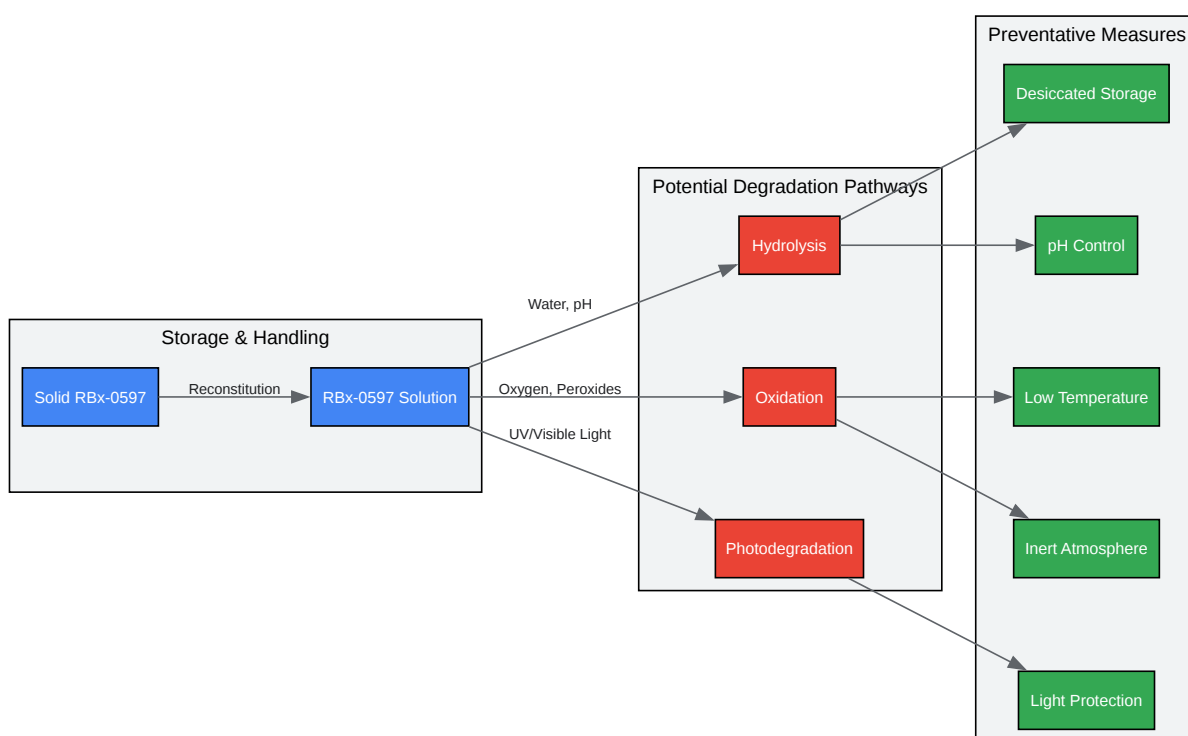 Storage & Handling
Solid RBx-0597
Reconstitution
RBx-0597 Solution
Water, pH
Oxygen, Peroxides
UV/Visible Light
Potential Degradation Pathways
Hydrolysis
Oxidation
Photodegradation
Preventative Measures
Desiccated Storage
pH Control
Low Temperature
Inert Atmosphere
Light Protection